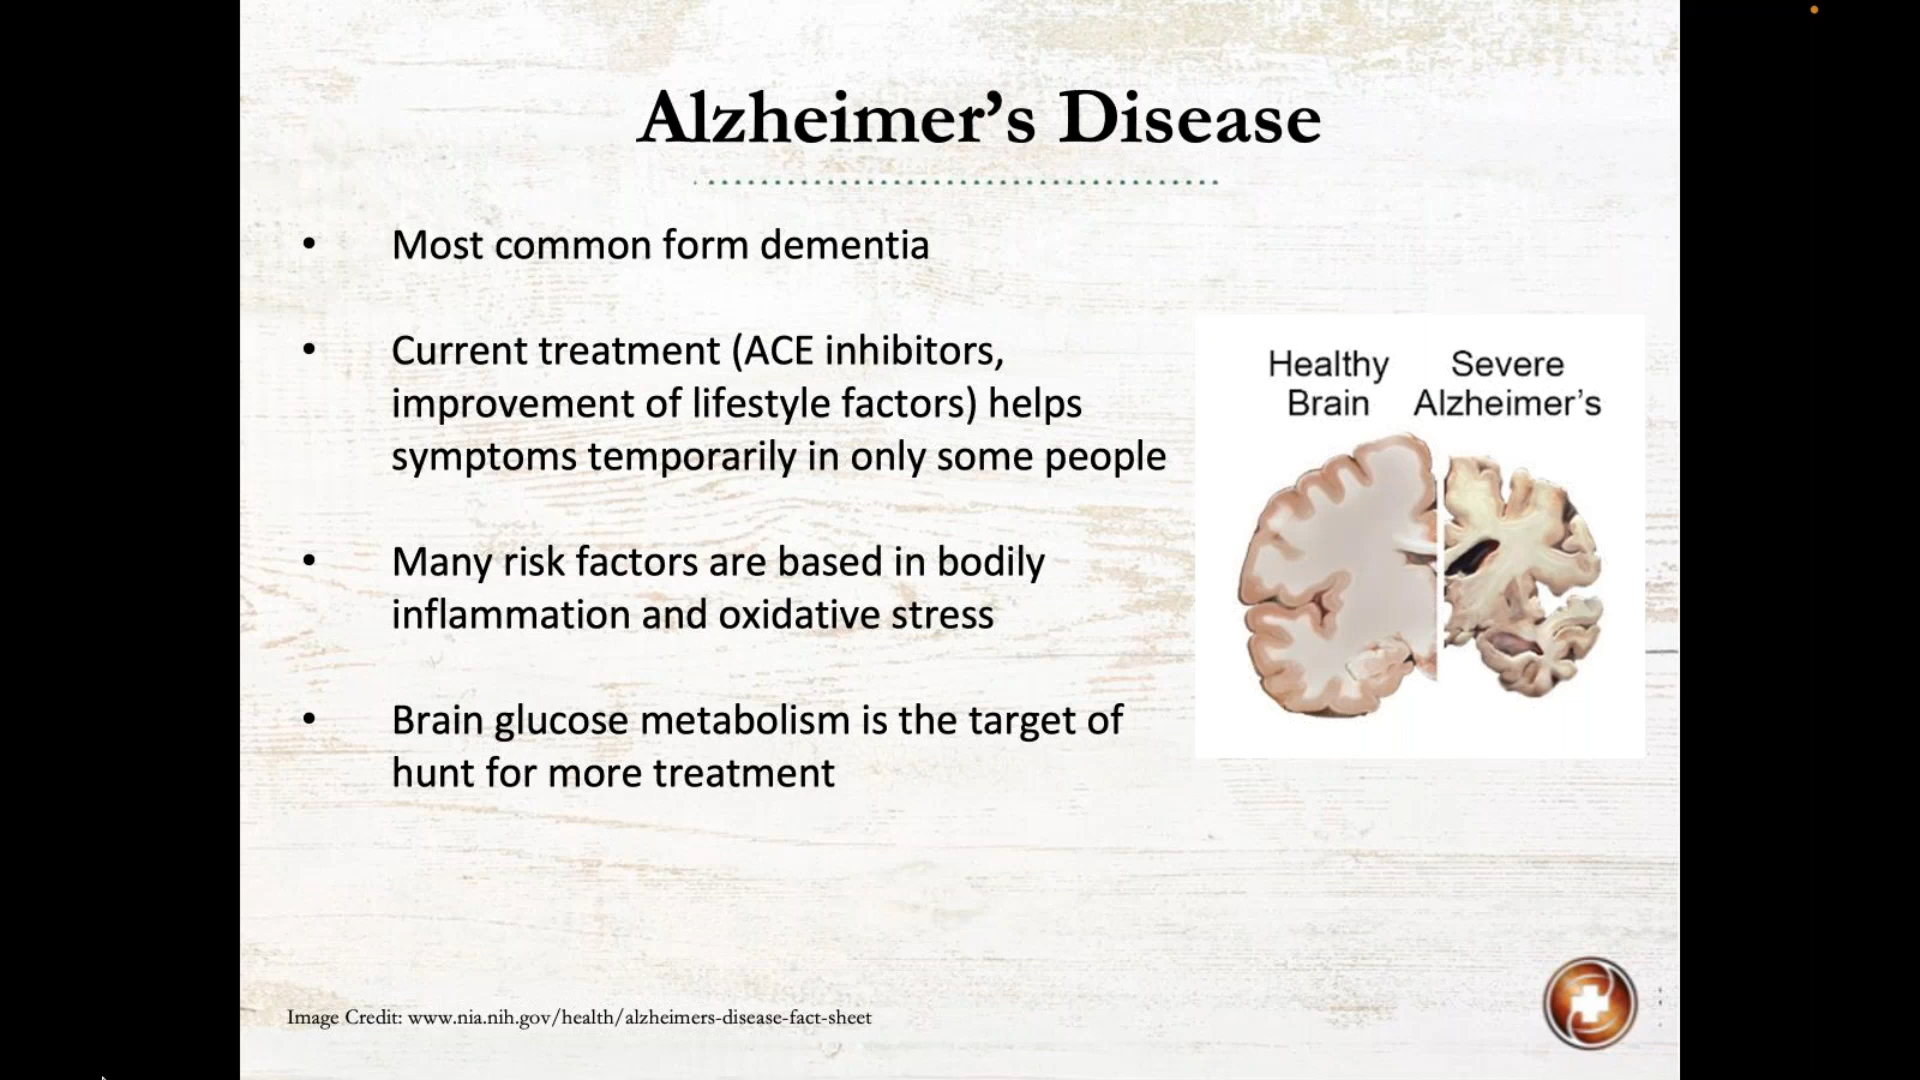 Alzheimer’s Disease
• Most common form dementia
• Current treatment (ACE inhibitors,
improvement of lifestyle factors) helps
symptoms temporarily in only some people
• Many risk factors are based in bodily
inflammation and oxidative stress
• Brain glucose metabolism is the target of
hunt for more treatment
Healthy Brain
Severe Alzheimer’s
Image Credit: www.nia.nih.gov/health/alzheimers-disease-fact-sheet